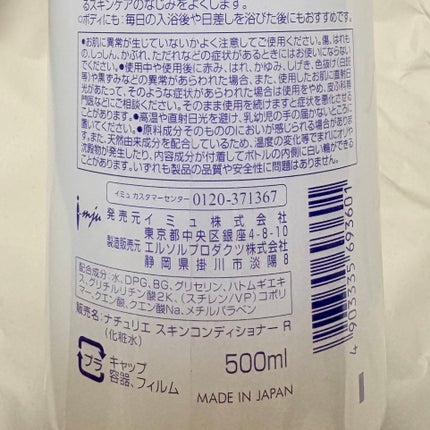 るスキンケアのなじみをよくします。
○ボディにも：毎日の入浴後や日差しを浴びた後にもおすすめです。
●お肌に異常が生じていないかよく注意してご使用ください。傷、はれも
の、しっしん、かぶれ、ただれなどの症状があるときはお使いにならない
でください。●使用中や使用後に赤み、はれ、かゆみ、しげき、色抜け(白斑
等)や黒ずみなどの異常があらわれた場合、また、使用したお肌に直射日
光があたって、そのような症状があらわれた場合は使用をやめ、皮ふ科専
門医などにご相談ください。そのまま使用を続けますと症状を悪化させる
ことがあります。●高温や直射日光を避け、乳幼児の手の届かないところに
置いてください。●原料成分そのもののにおいが感じられる場合がありま
す。また、天然由来成分を配合しているため、温度の変化等でまれにオリや
沈殿物が発生したり、内容成分が付着してボトルの内側に白い輪ができる
ことがあります。いずれも製品の品質や安全性に問題はありません。
イミュ カスタマーセンター 0120-371367
i-mju 発売元 イミュ株式会社
東京都中央区銀座4-8-10
製造販売元 エルソルプロダクツ株式会社
静岡県掛川市淡陽8
配合成分：水、DPG、BG、グリセリン、ハトムギエキ
ス、グリチルリチン酸2K、(スチレン/VP)コポリ
マー、クエン酸、クエン酸Na、メチルパラベン
販売名：ナチュリエ スキンコンディショナー R
(化粧水)
プラ キャップ
容器、フィルム
500ml
MADE IN JAPAN
4903335693601